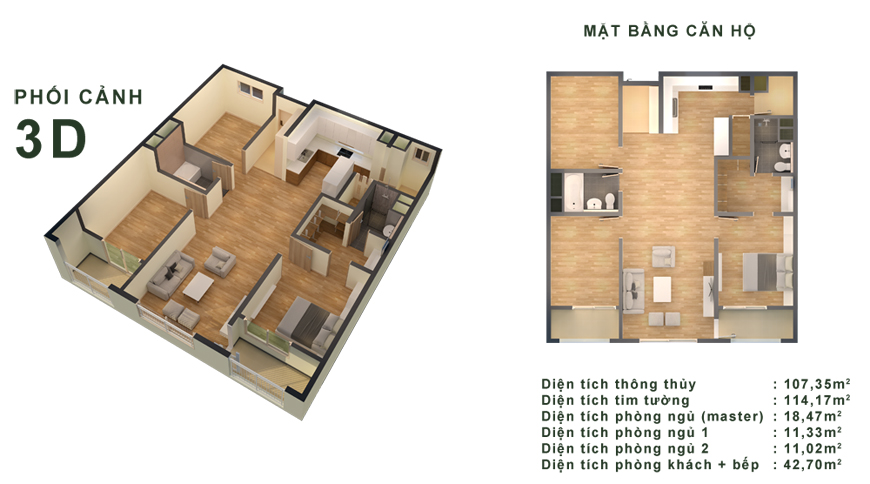 MẶT BẰNG CĂN HỘ
PHỐI CẢNH
3D
Diện tích thông thủy : 107,35m²
Diện tích tim tường : 114,17m²
Diện tích phòng ngủ (master) : 18,47m²
Diện tích phòng ngủ 1 : 11,33m²
Diện tích phòng ngủ 2 : 11,02m²
Diện tích phòng khách + bếp : 42,70m²